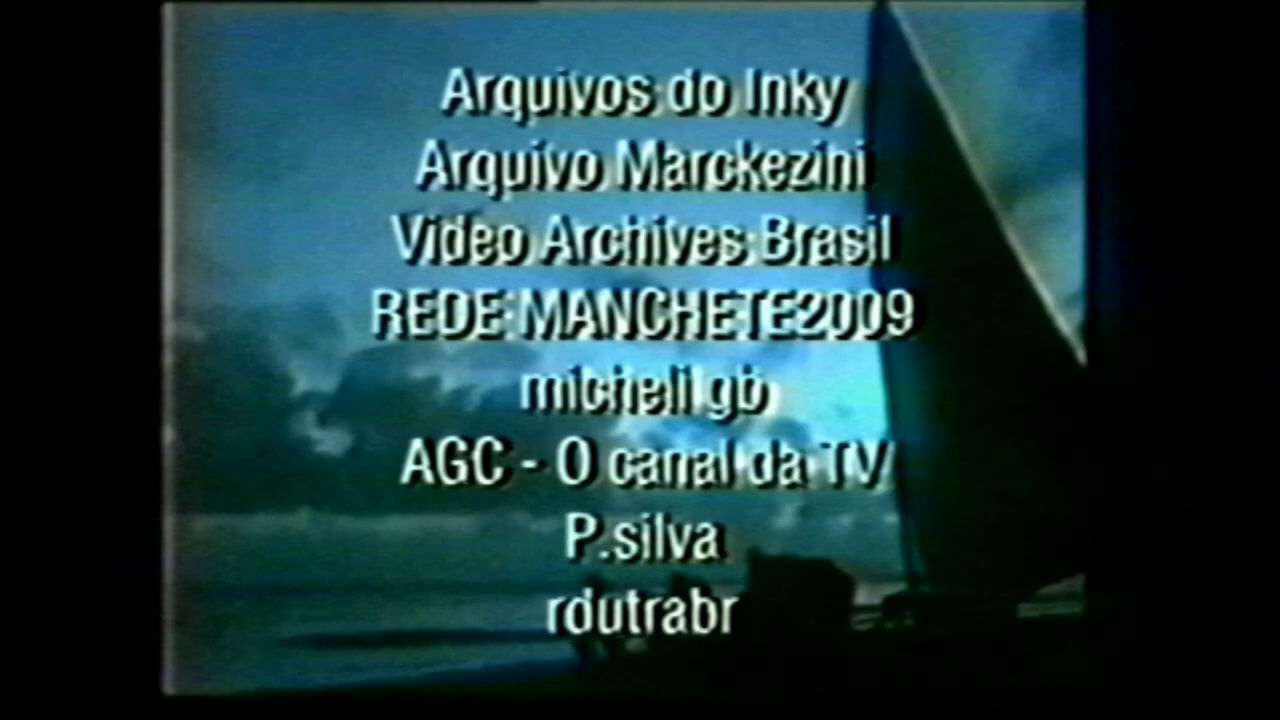 Arquivos do Inky
Arquivo Marckezini
Video Archives Brasil
REDE MANCHETE2009
micheli gb
AGC - O canal da TV
P.silva
rdutrabr